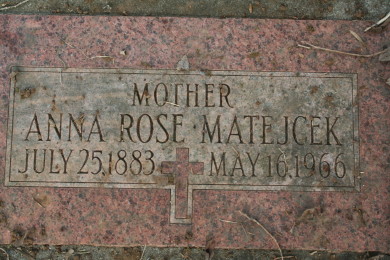 MOTHER
ANNA ROSE MATEJCEK
JULY 25,1883 MAY 16,1966